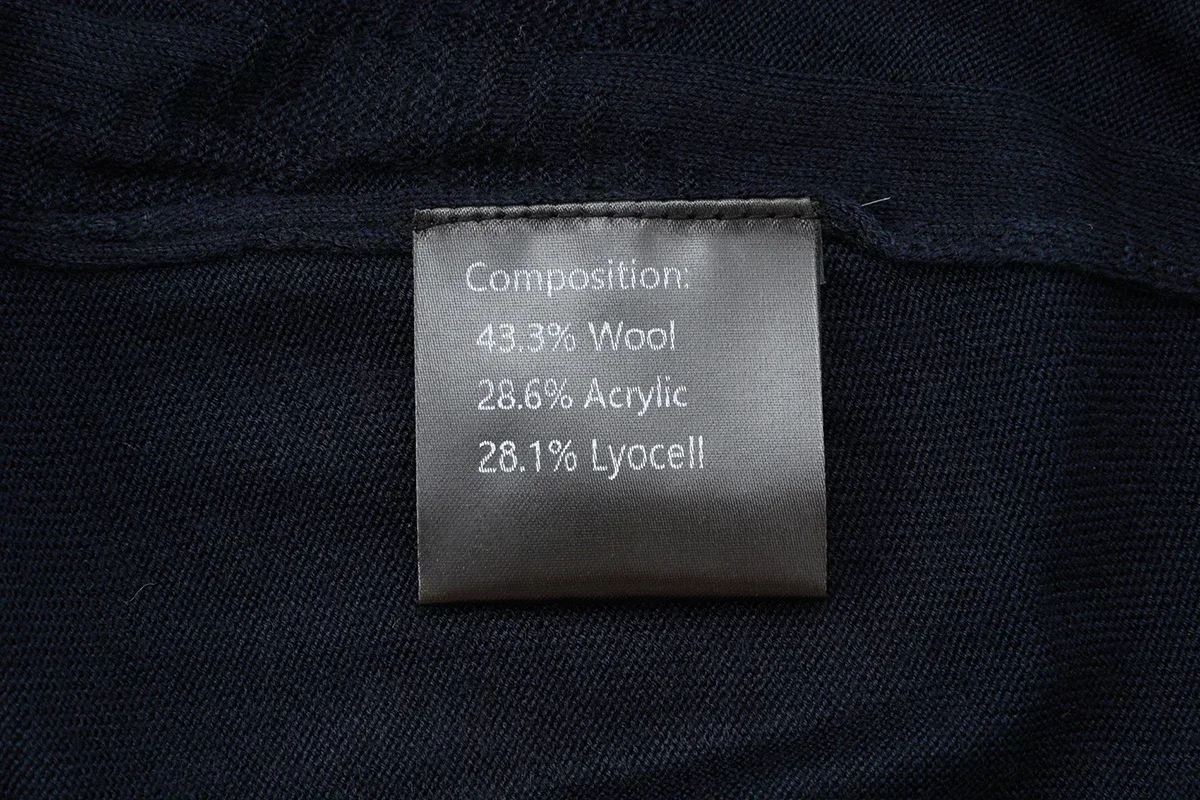 Composition:
43.3% Wool
28.6% Acrylic
28.1% Lyocell